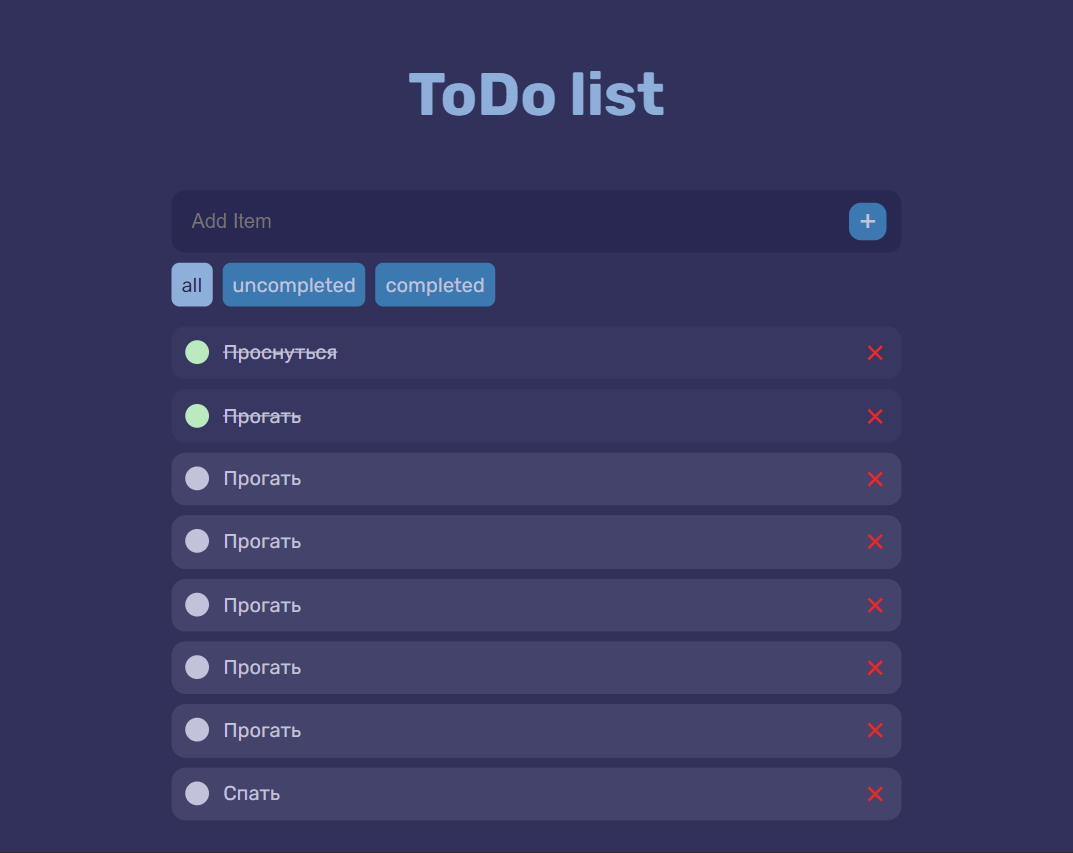 ToDo list
Add Item +
all uncompleted completed
Проснуться
Прогать
Прогать
Прогать
Прогать
Прогать
Прогать
Спать